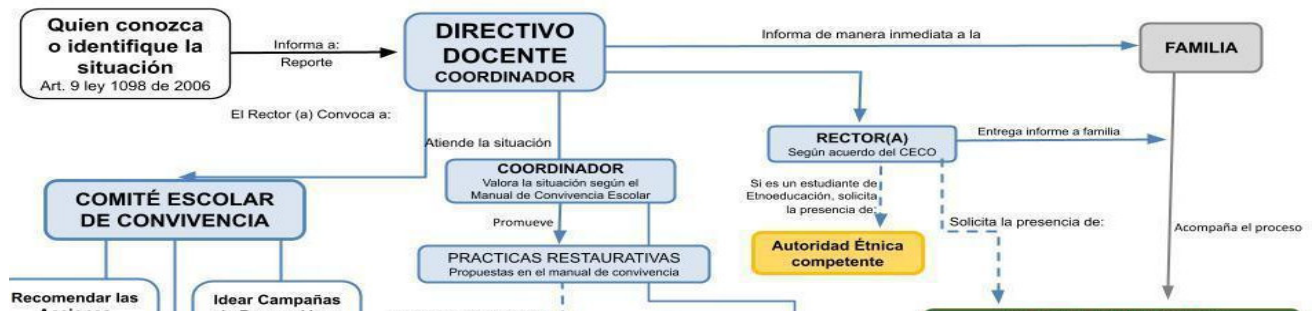 Quien conozca
o identifique la
situación
Art. 9 ley 1098 de 2006
Informa a:
Reporte
DIRECTIVO
DOCENTE
COORDINADOR
Informa de manera inmediata a la
FAMILIA
El Rector (a) Convoca a:
Atiende la situación
RECTOR(A)
Según acuerdo del CECO
Entrega informe a familia
COORDINADOR
Valora la situación según el
Manual de Convivencia Escolar
COMITÉ ESCOLAR
DE CONVIVENCIA
Si es un estudiante de
Etnoeducación, solicita
la presencia de:
Solicita la presencia de:
Promueve
Acompaña el proceso
Autoridad Étnica
competente
PRACTICAS RESTAURATIVAS
Propuestas en el manual de convivencia
Recomendar las
Idear Campañas